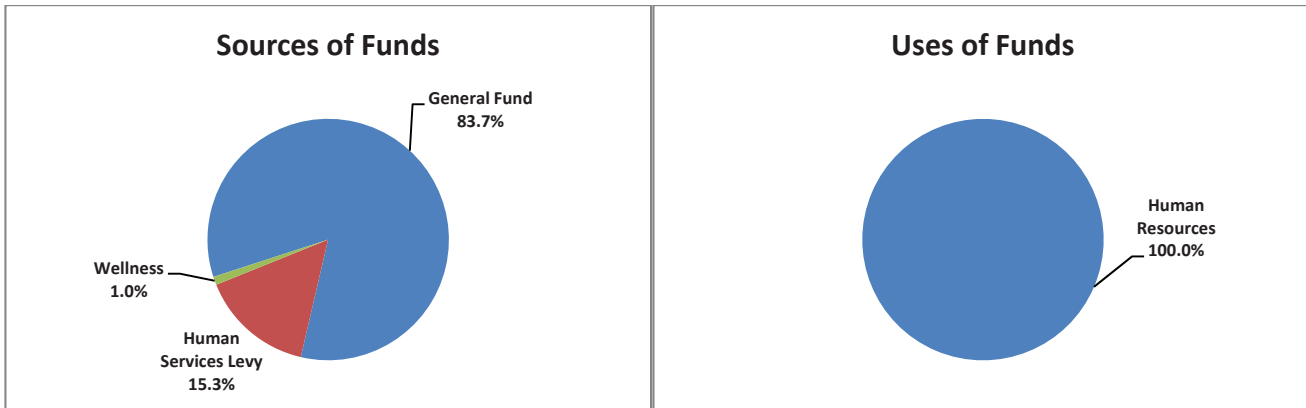 Sources of Funds
General Fund
83.7%
Wellness
1.0%
Human
Services Levy
15.3%
Uses of Funds
Human
Resources
100.0%